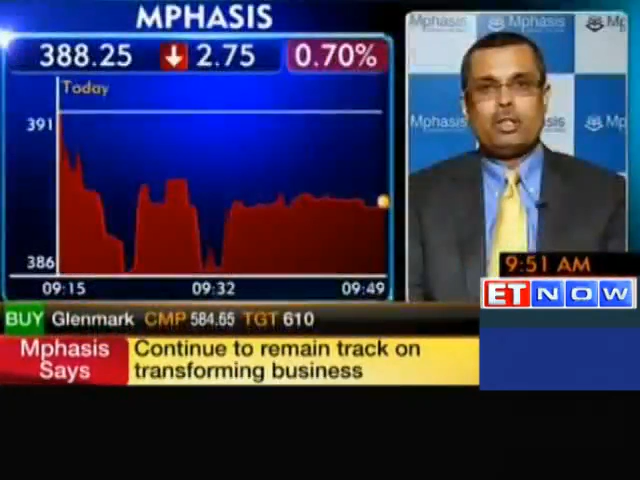 MPHASIS
388.25 2.75 0.70%
Today
391
386
09:15 09:32 09:49
Mphasis Mphasis Mp
Mphasis
9:51 AM
ET NOW
BUY Glenmark CMP 584.65 TGT 610
Mphasis Says
Continue to remain track on
transforming business